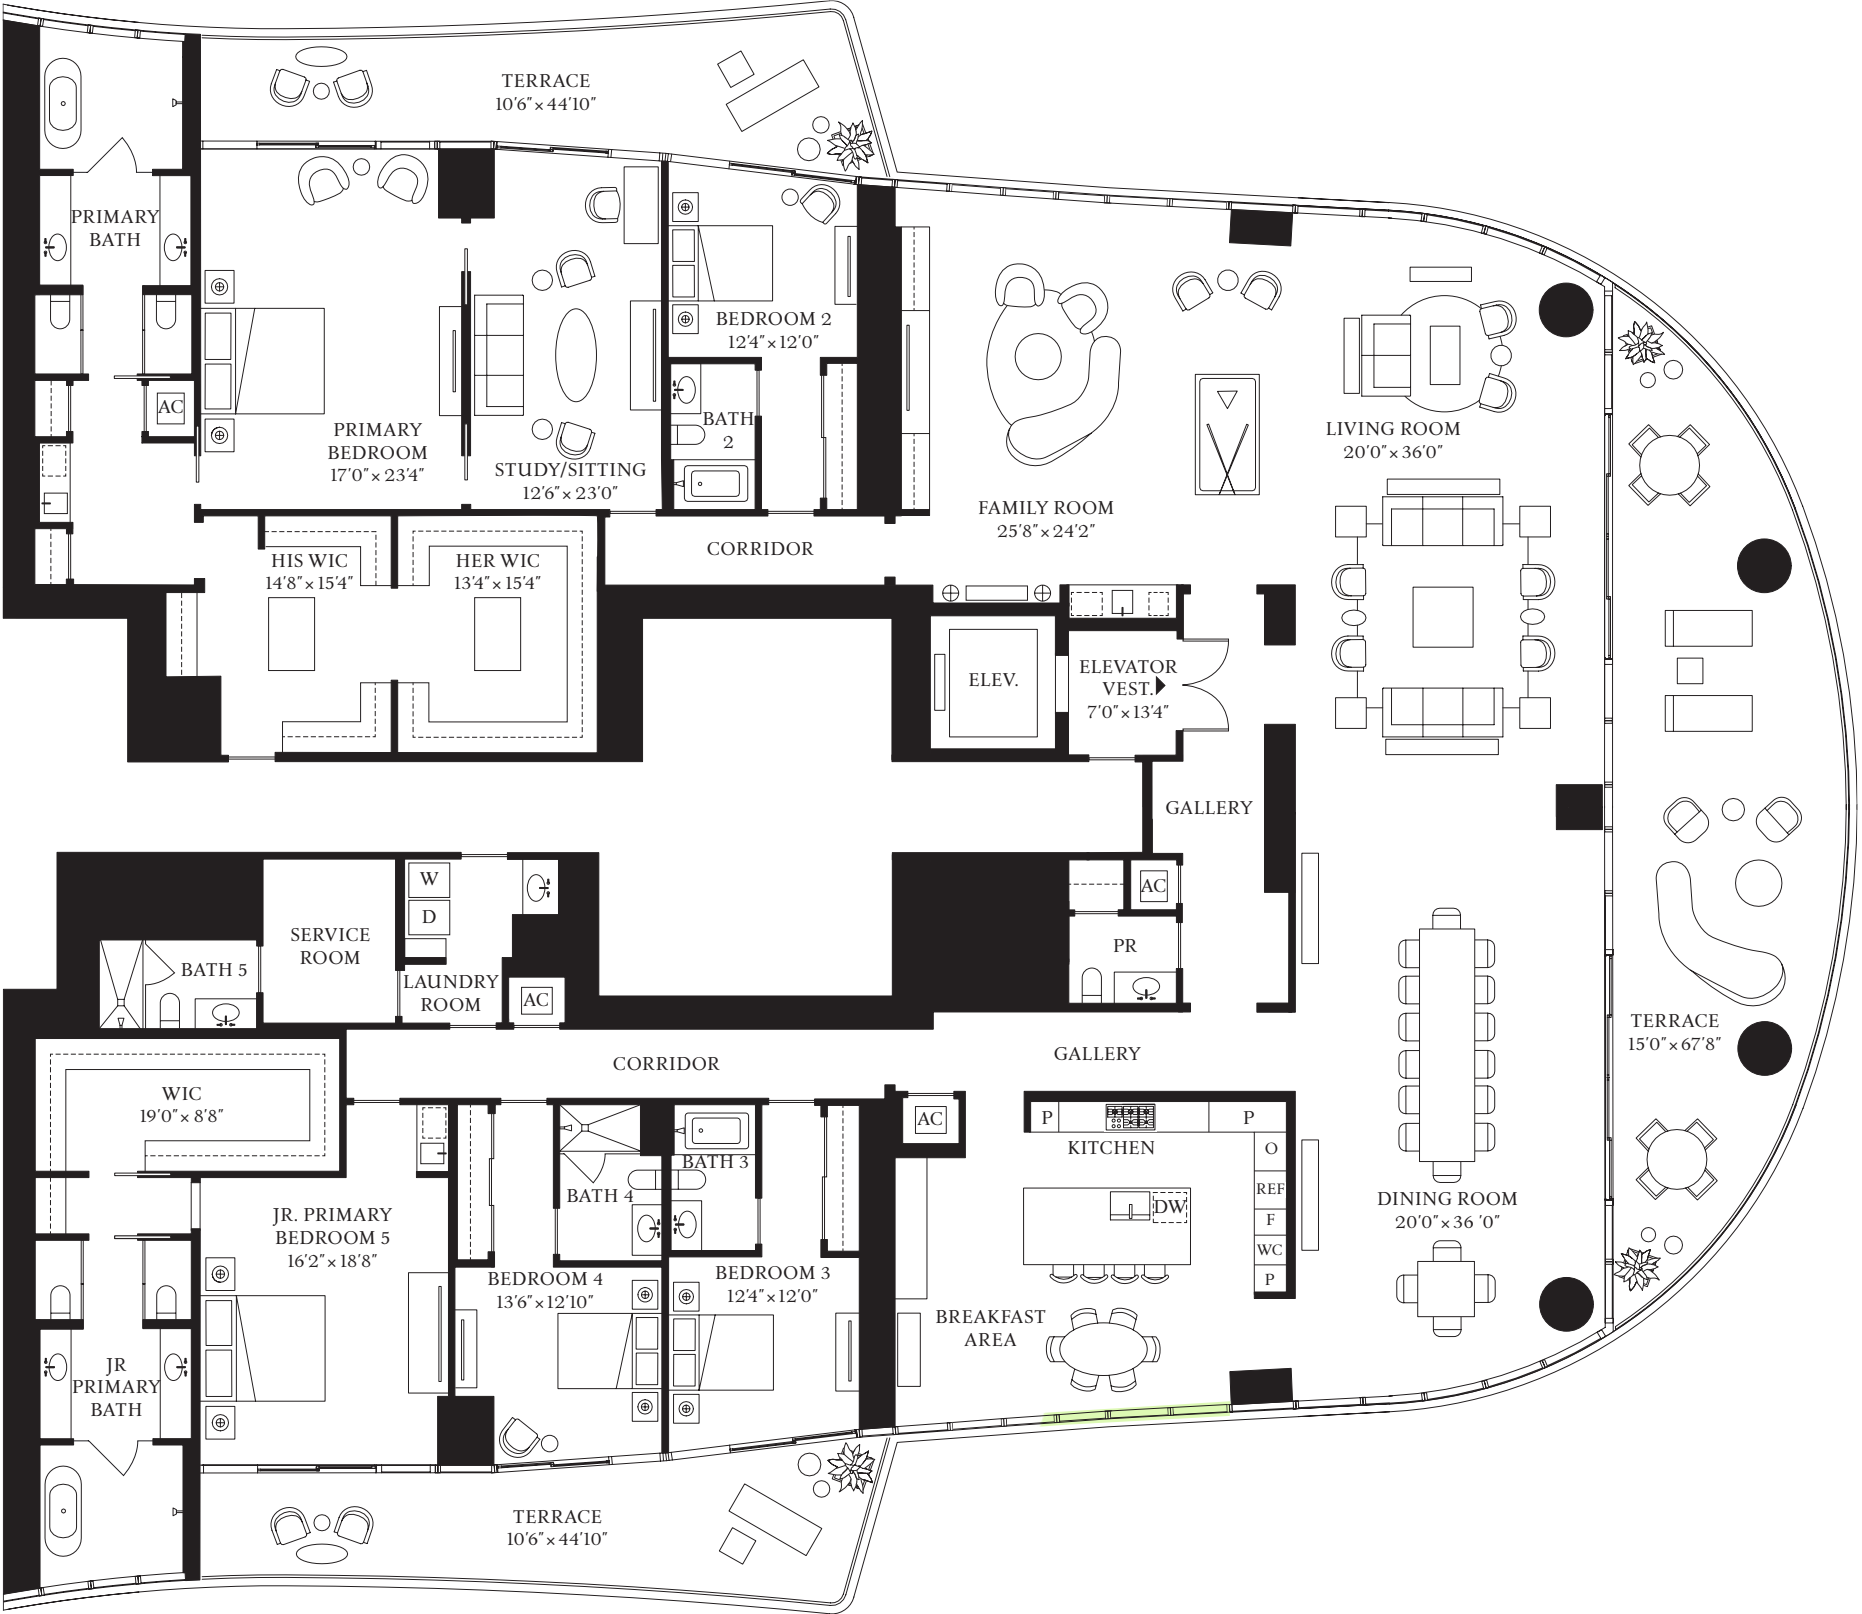 TERRACE
10'6"×44'10"
PRIMARY
BATH
AC
PRIMARY
BEDROOM
17'0"×23'4"
STUDY/SITTING
12'6"×23'0"
BEDROOM 2
12'4"×12'0"
BATH
2
FAMILY ROOM
25'8"×24'2"
LIVING ROOM
20'0"×36'0"
HIS WIC
14'8"×15'4"
HER WIC
13'4"×15'4"
CORRIDOR
ELEV.
ELEVATOR
VEST.
7'0"×13'4"
GALLERY
W
D
SERVICE
ROOM
BATH 5
LAUNDRY
ROOM
AC
AC
PR
TERRACE
15'0"×67'8"
CORRIDOR
GALLERY
WIC
19'0"×8'8"
AC
P
P
KITCHEN
O
REF
F
WC
P
DW
BATH 3
BATH 4
DINING ROOM
20'0"×36 '0"
JR. PRIMARY
BEDROOM 5
16'2"×18'8"
BEDROOM 4
13'6"×12'10"
BEDROOM 3
12'4"×12'0"
BREAKFAST
AREA
JR
PRIMARY
BATH
TERRACE
10'6"×44'10"